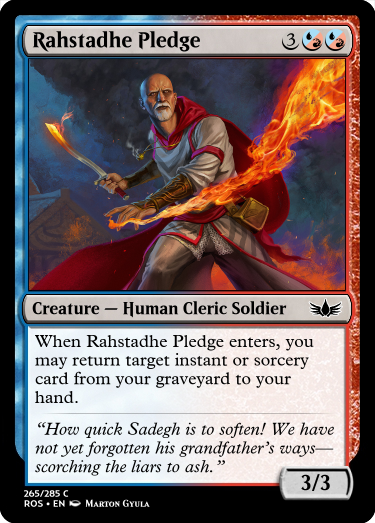 Rahstadhe Pledge 3
Creature — Human Cleric Soldier
When Rahstadhe Pledge enters, you
may return target instant or sorcery
card from your graveyard to your
hand.
“How quick Sadegh is to soften! We have
not yet forgotten his grandfather’s ways—
scorching the liars to ash.”
3/3
265/285 C
ROS • EN Marton Gyula